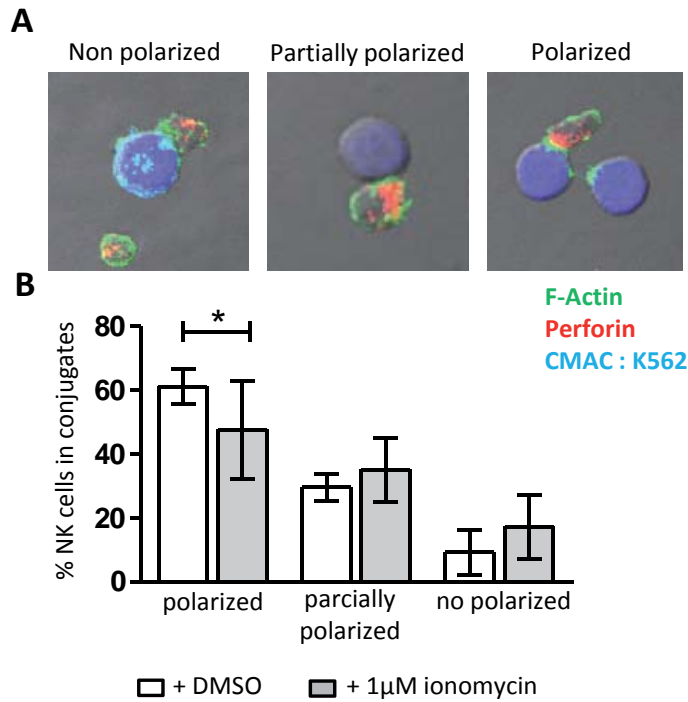 A
Non polarized
Partially polarized
Polarized
B
F-Actin
Perforin
CMAC : K562
% NK cells in conjugates
80
60
40
20
0
*
polarized
parcially
polarized
no polarized
+ DMSO
+ 1µM ionomycin